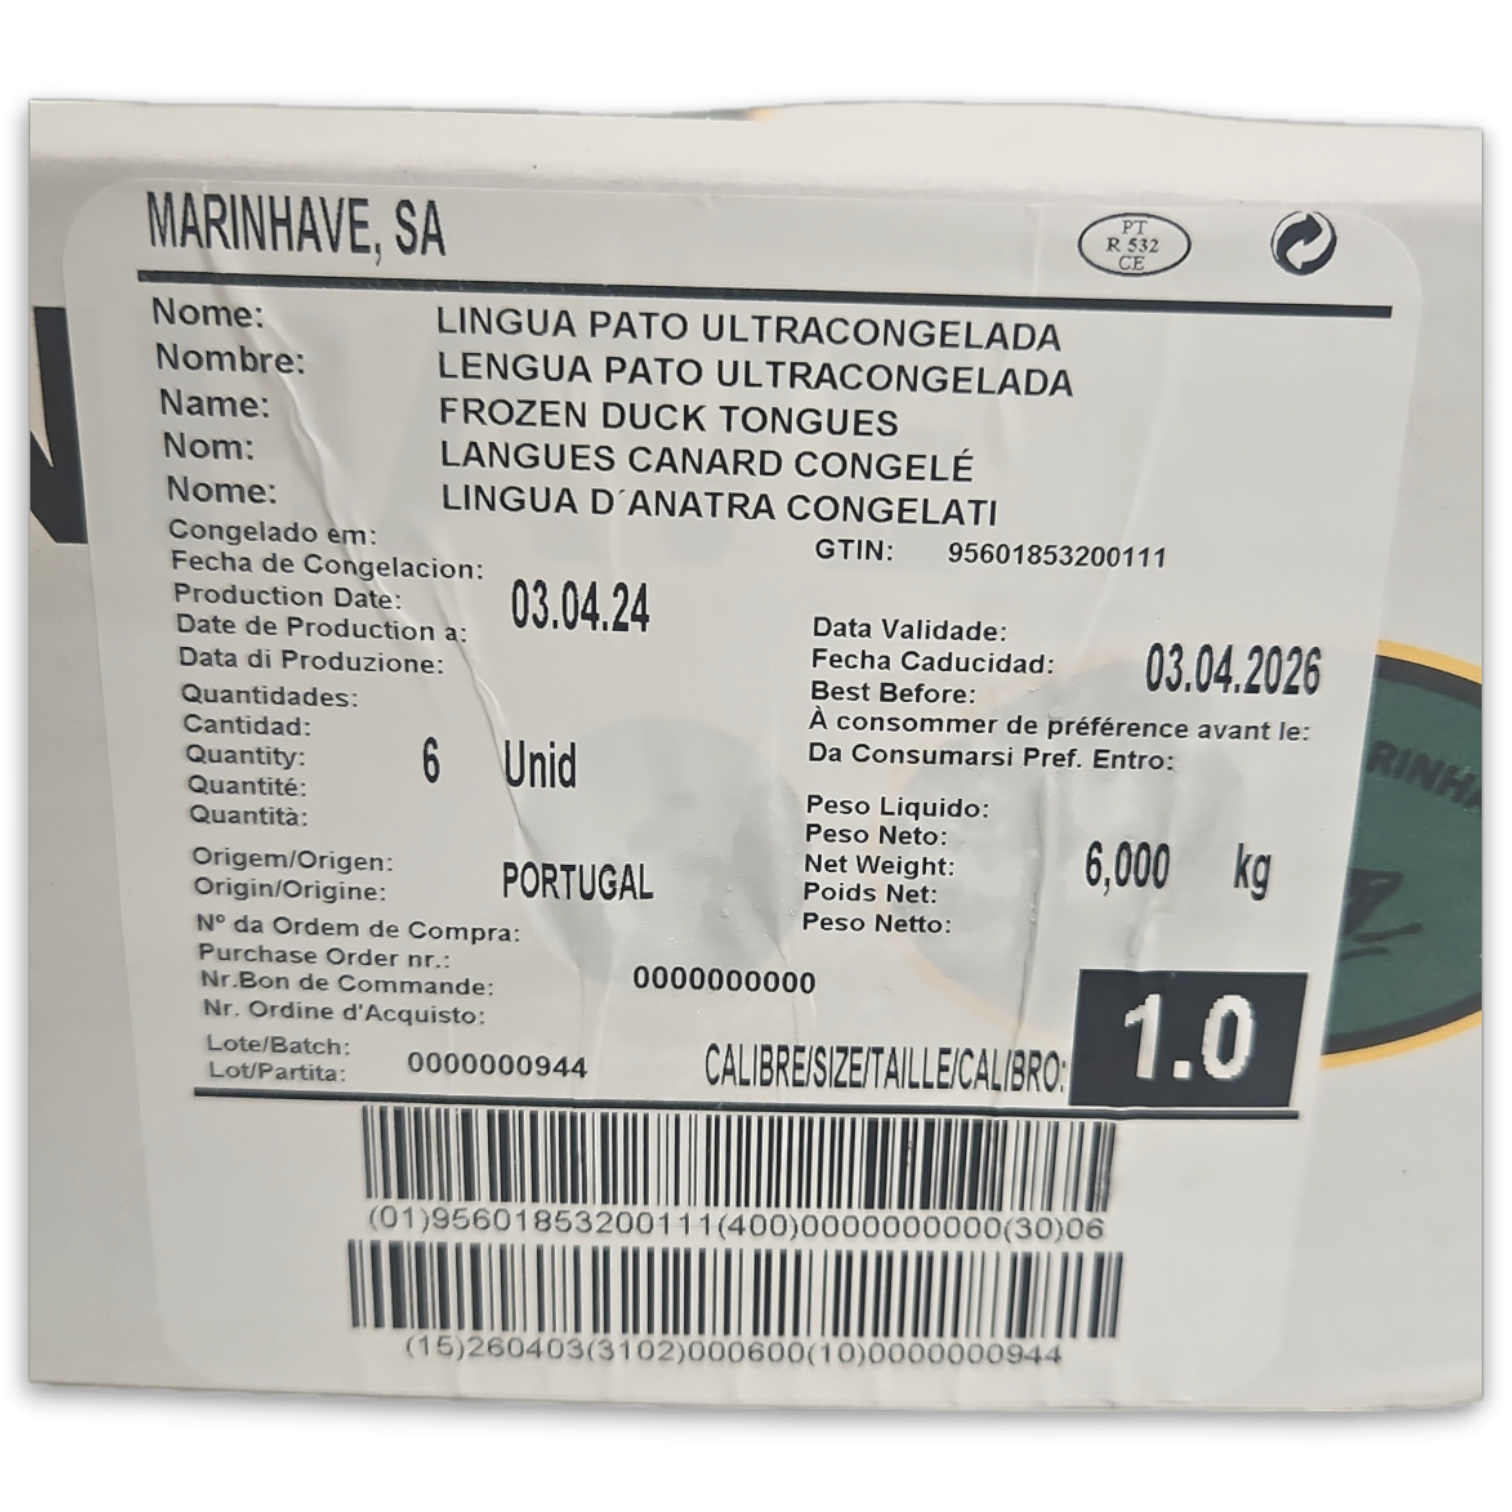 MARINHAVE, SA
PT
R 532
CE
Nome: LINGUA PATO ULTRACONGELADA
Nombre: LENGUA PATO ULTRACONGELADA
Name: FROZEN DUCK TONGUES
Nom: LANGUES CANARD CONGELÉ
Nome: LINGUA D´ANATRA CONGELATI
GTIN: 95601853200111
Congelado em:
Fecha de Congelacion:
Production Date: 03.04.24
Date de Production a:
Data di Produzione:
Data Validade:
Fecha Caducidad: 03.04.2026
Best Before:
À consommer de préférence avant le:
Da Consumarsi Pref. Entro:
Quantidades:
Cantidad:
Quantity: 6 Unid
Quantité:
Quantità:
Peso Liquido:
Peso Neto:
Net Weight: 6,000 kg
Poids Net:
Peso Netto:
Origem/Origen:
Origin/Origine: PORTUGAL
Nº da Ordem de Compra:
Purchase Order nr.:
Nr.Bon de Commande: 0000000000
Nr. Ordine d'Acquisto:
Lote/Batch: 0000000944
Lot/Partita:
CALIBRE/SIZE/TAILLE/CALIBRO: 1.0
(01)95601853200111(400)0000000000(30)06
(15)260403(3102)000600(10)0000000944
RINHA